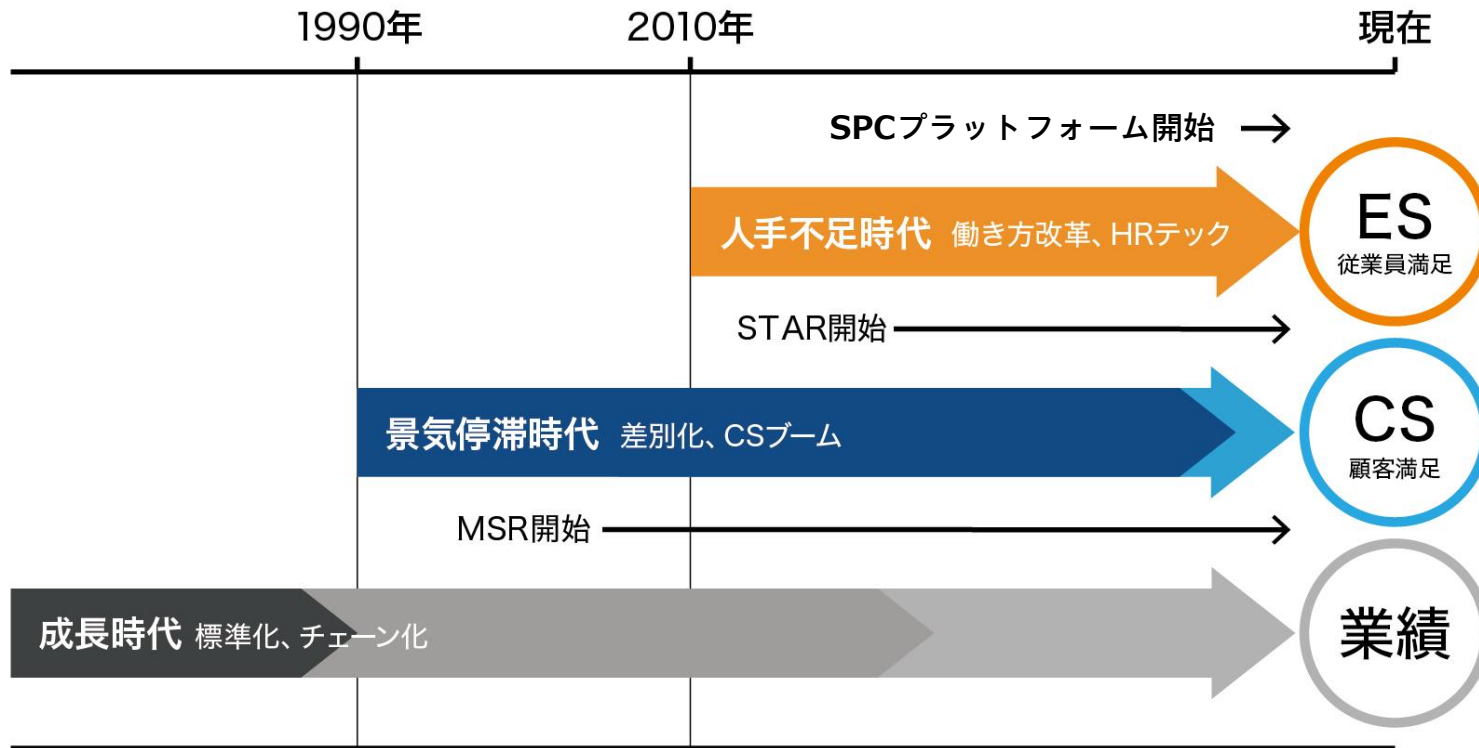 1990年
2010年
現在
SPCプラットフォーム開始
人手不足時代 働き方改革、HRテック
ES
従業員満足
STAR開始
景気停滞時代 差別化、CSブーム
CS
顧客満足
MSR開始
成長時代 標準化、チェーン化
業績